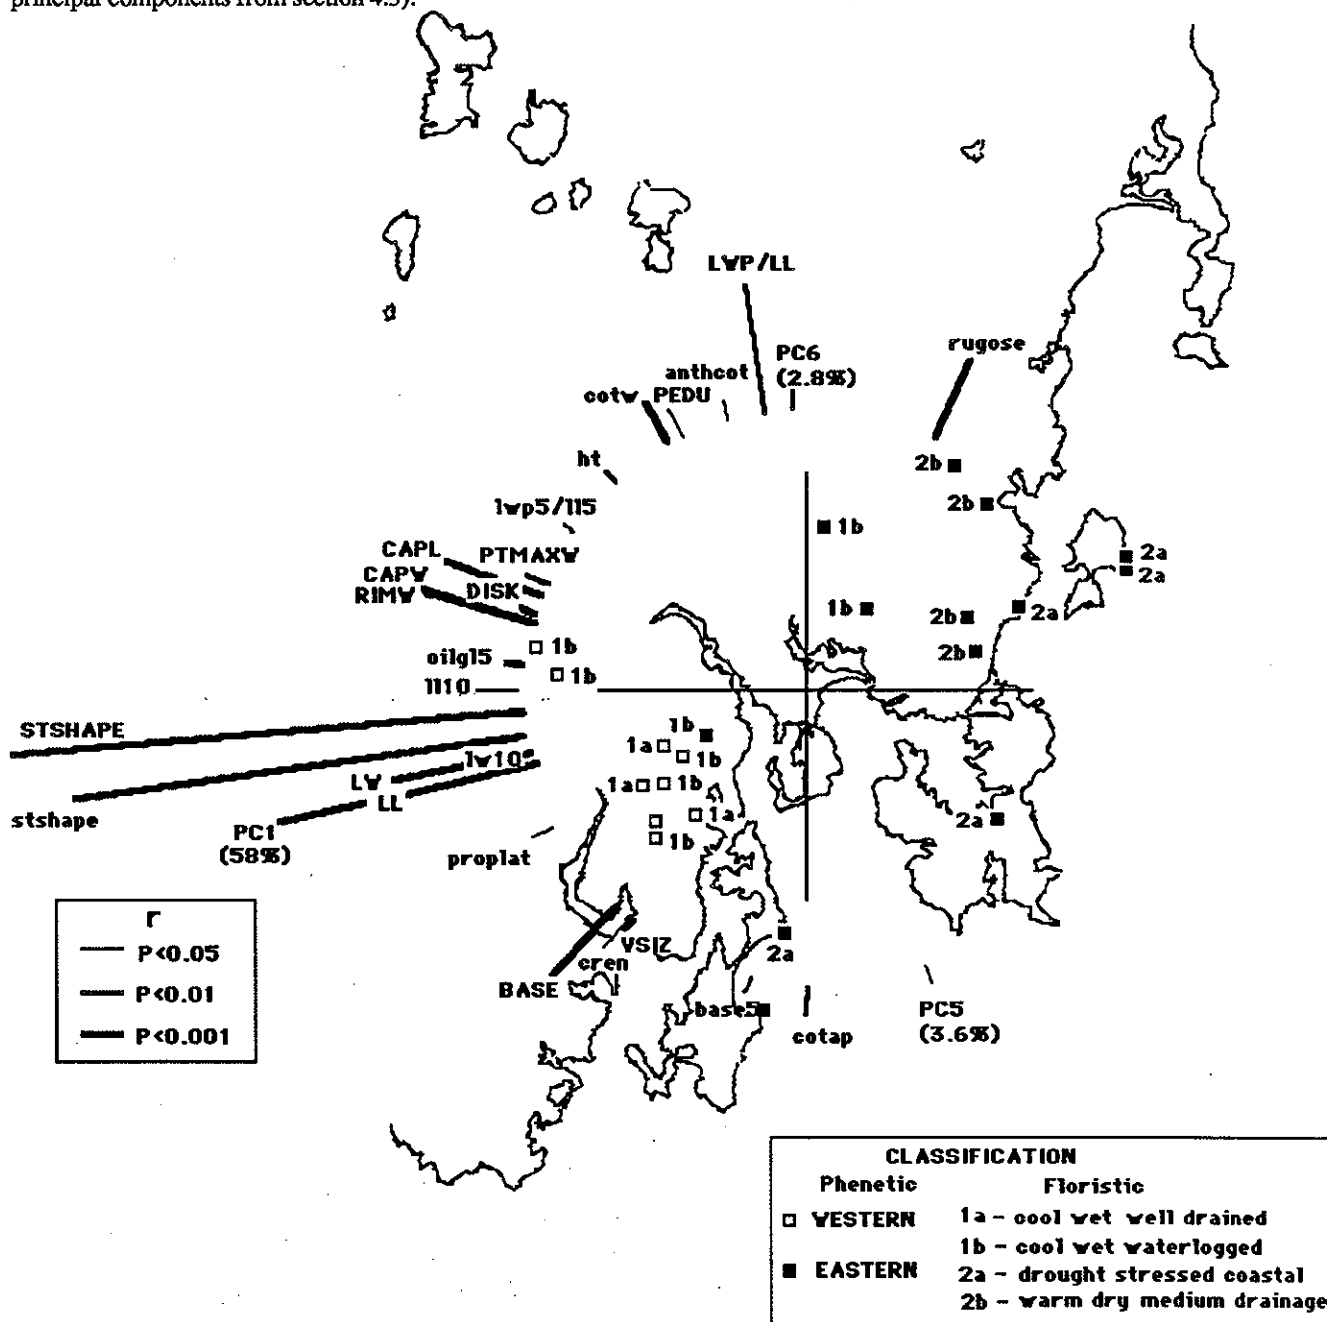 principal components from section 4.3).
LWP/LL
PC6
(2.8%)
rugose
anthcot
cotw PEDU
ht
2b
lwp5/ll5
2b
1b
CAPL
PTMAXW
2a
CAPW
2a
RIMW
DISK
1b
2b
2a
1b
2b
oilgl5
1b
ll10
STSHAPE
1b
1a
1b
lw10
LW
1a
1b
LL
stshape
1a
2a
PC1
(58%)
1b
proplat
r
P<0.05
P<0.01
P<0.001
VSIZ
2a
cren
BASE
base5
PC5
(3.6%)
cotap
CLASSIFICATION
Phenetic Floristic
WESTERN 1a - cool wet well drained
1b - cool wet waterlogged
EASTERN 2a - drought stressed coastal
2b - warm dry medium drainage